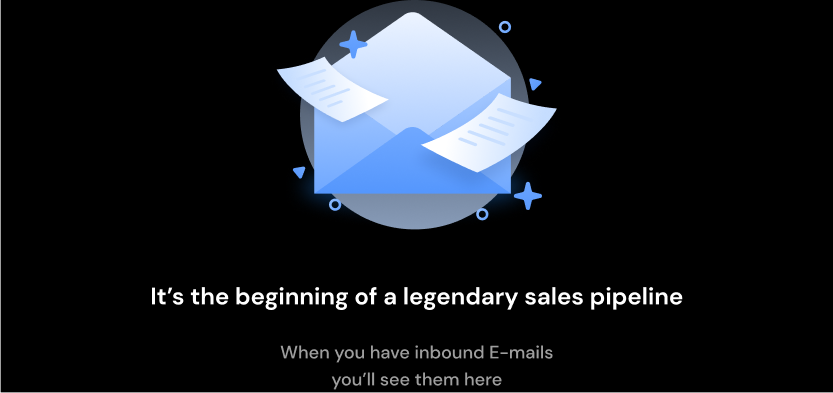 It’s the beginning of a legendary sales pipeline
When you have inbound E-mails
you’ll see them here